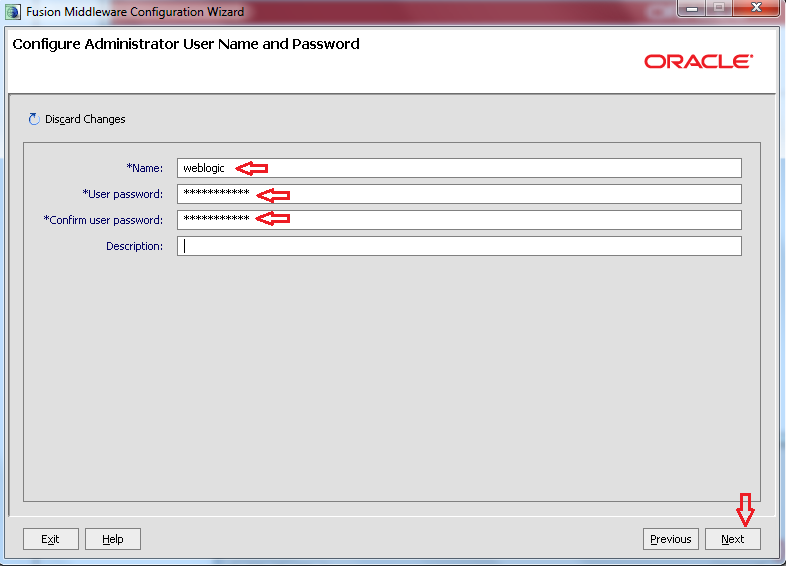 Fusion Middleware Configuration Wizard
Configure Administrator User Name and Password
ORACLE
Discard Changes
*Name: weblogic
*User password: ***********
*Confirm user password: ***********
Description:
Exit Help Previous Next